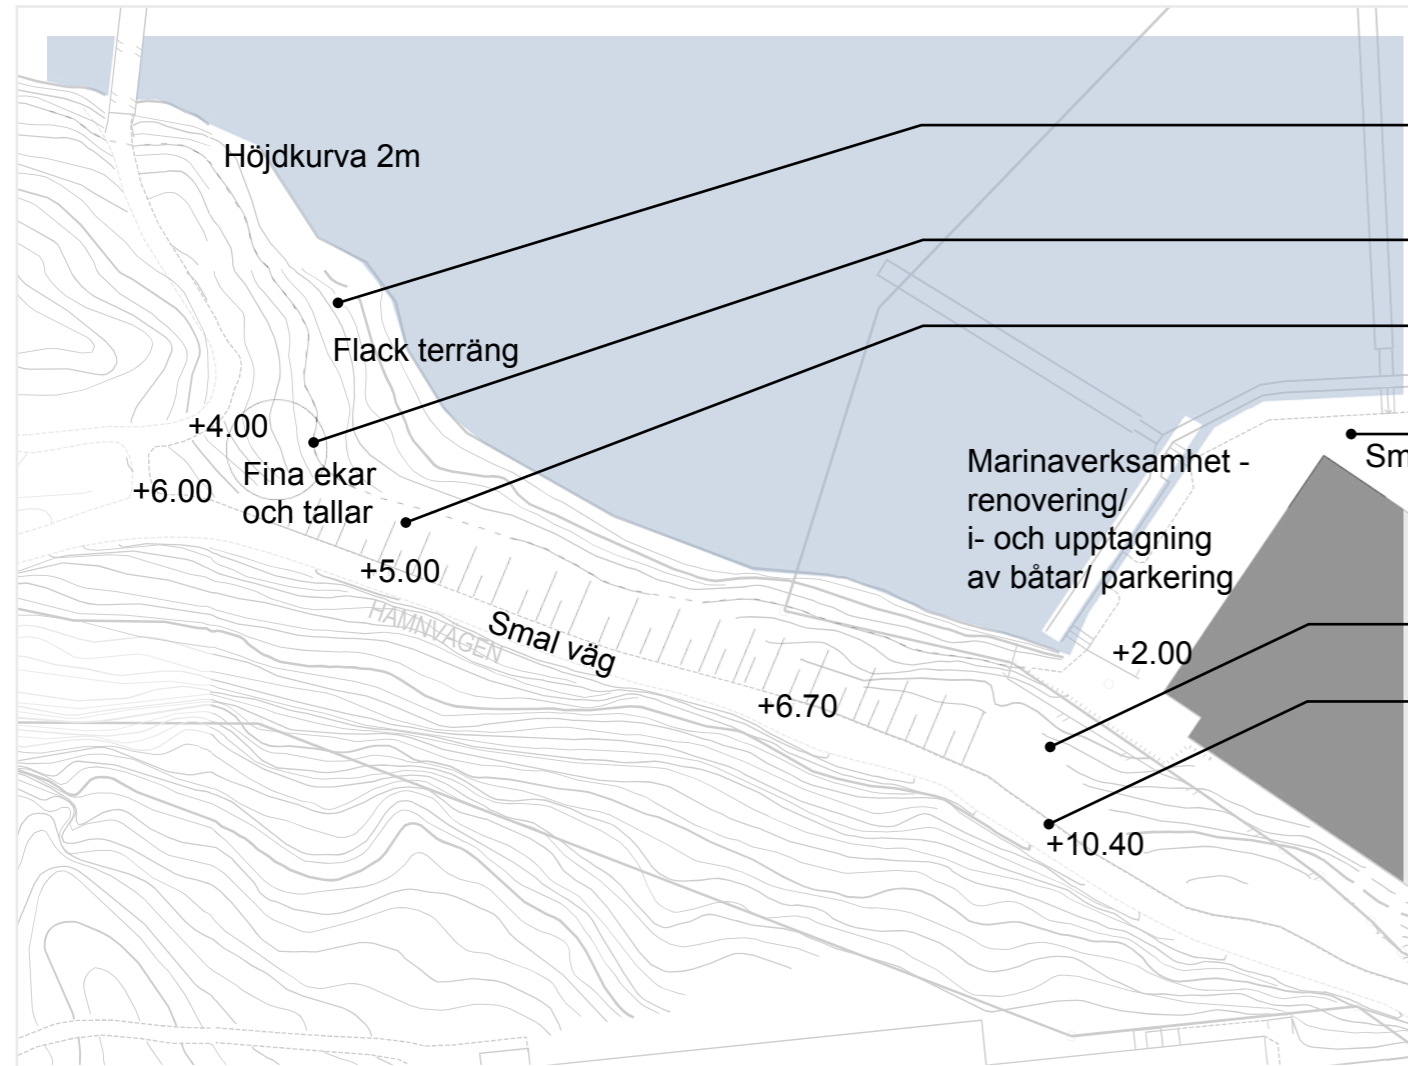 Höjdkurva 2m
Flack terräng
+4.00
Fina ekar
och tallar
+6.00
+5.00
HAMNVÄGEN
Smal väg
+6.70
Marinaverksamhet -
renovering/
i- och upptagning
av båtar/ parkering
Sm
+2.00
+10.40